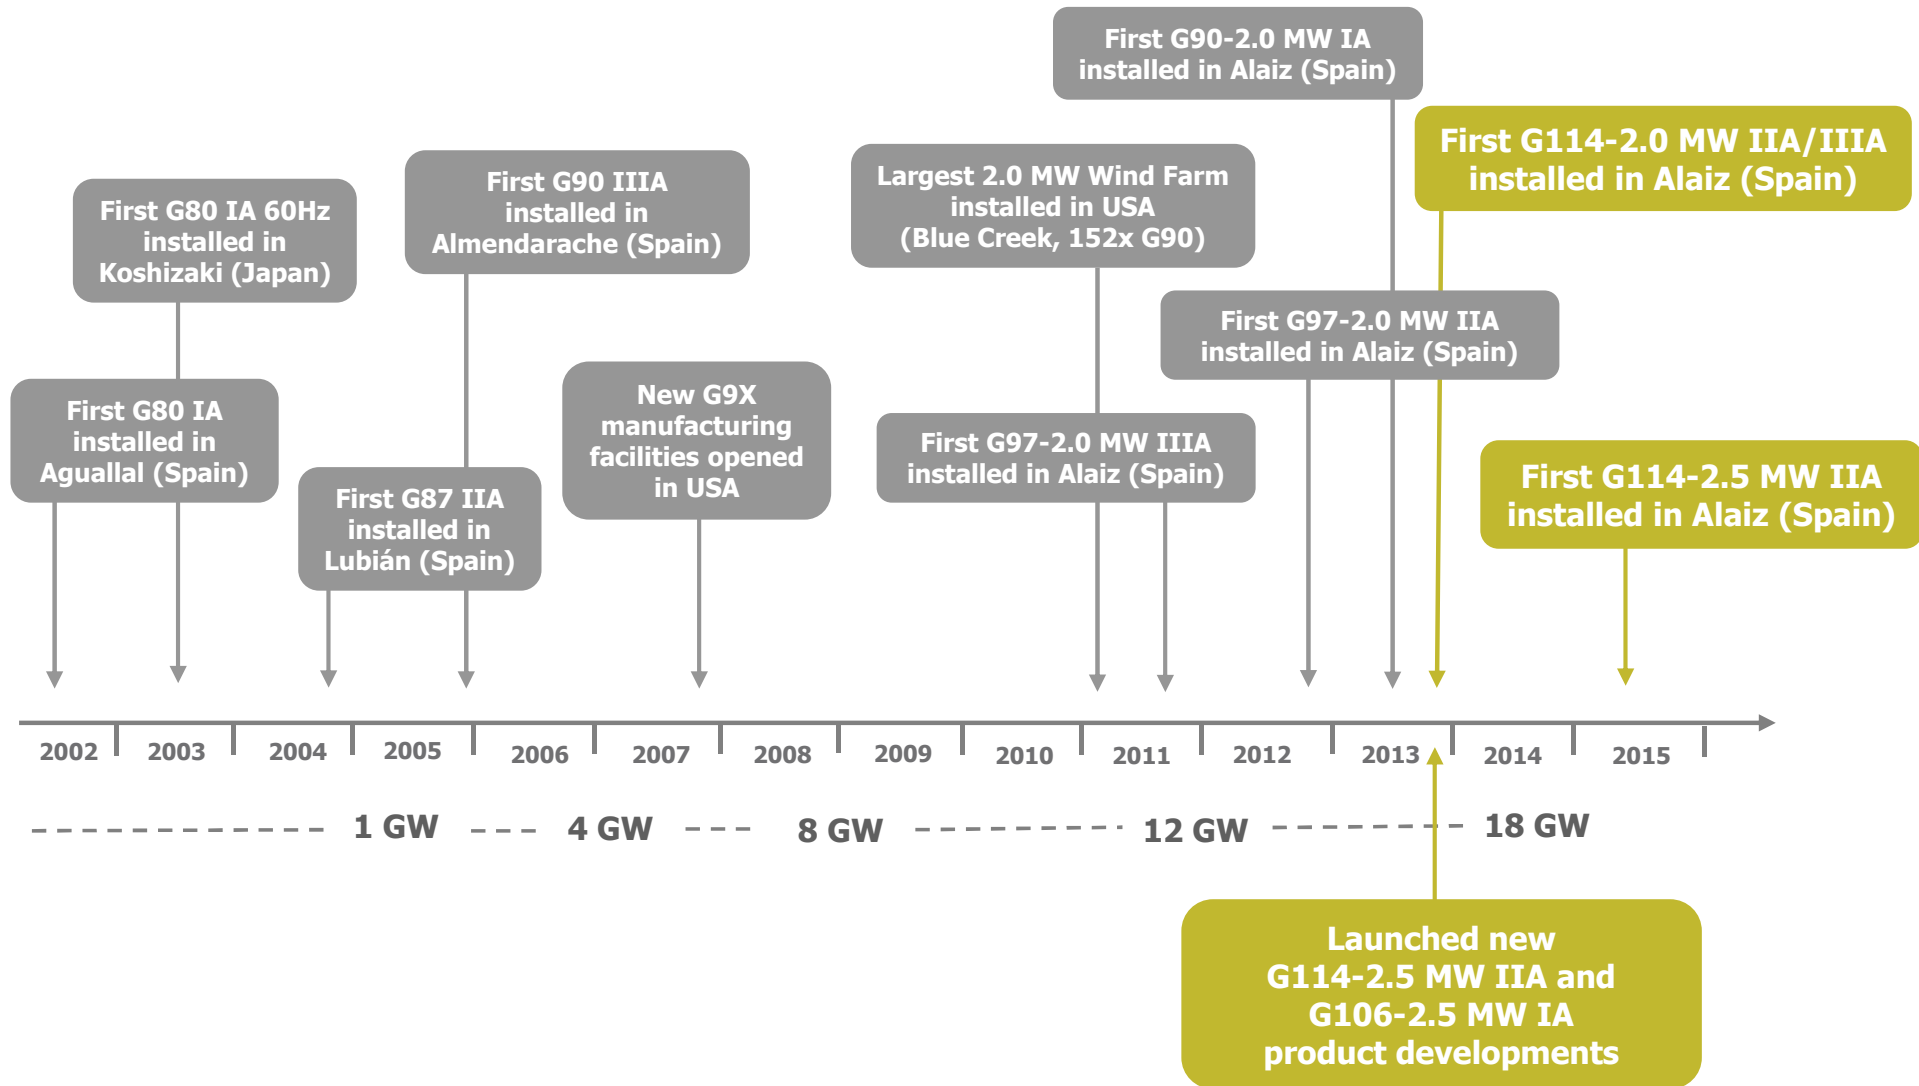 First G90-2.0 MW IA
installed in Alaiz (Spain)
First G114-2.0 MW IIA/IIIA
installed in Alaiz (Spain)
First G80 IA 60Hz
installed in
Koshizaki (Japan)
First G90 IIIA
installed in
Almendarache (Spain)
Largest 2.0 MW Wind Farm
installed in USA
(Blue Creek, 152x G90)
First G97-2.0 MW IIA
installed in Alaiz (Spain)
First G80 IA
installed in
Aguallal (Spain)
First G87 IIA
installed in
Lubián (Spain)
New G9X
manufacturing
facilities opened
in USA
First G97-2.0 MW IIIA
installed in Alaiz (Spain)
First G114-2.5 MW IIA
installed in Alaiz (Spain)
2002 2003 2004 2005 2006 2007 2008 2009 2010 2011 2012 2013 2014 2015
1 GW 4 GW 8 GW 12 GW 18 GW
Launched new
G114-2.5 MW IIA and
G106-2.5 MW IA
product developments